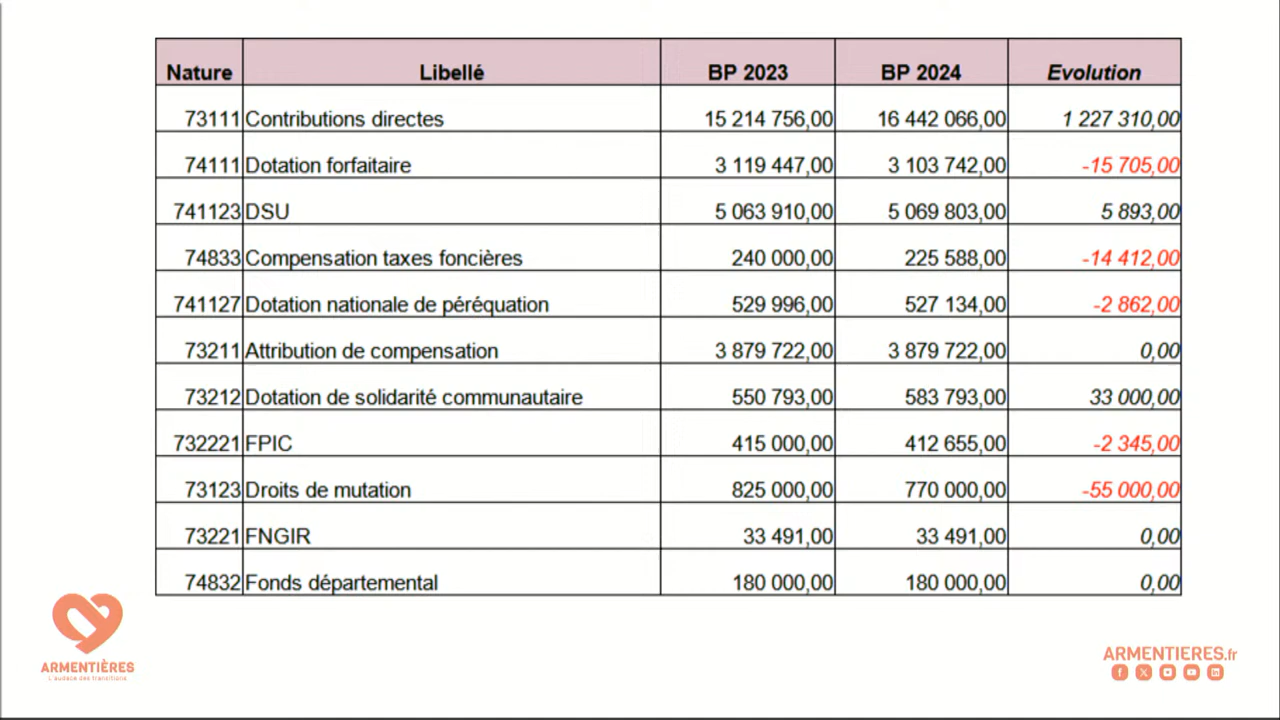 Nature Libellé BP 2023 BP 2024 Evolution
73111 Contributions directes 15 214 756,00 16 442 066,00 1 227 310,00
74111 Dotation forfaitaire 3 119 447,00 3 103 742,00 -15 705,00
741123 DSU 5 063 910,00 5 069 803,00 5 893,00
74833 Compensation taxes foncières 240 000,00 225 588,00 -14 412,00
741127 Dotation nationale de péréquation 529 996,00 527 134,00 -2 862,00
73211 Attribution de compensation 3 879 722,00 3 879 722,00 0,00
73212 Dotation de solidarité communautaire 550 793,00 583 793,00 33 000,00
732221 FPIC 415 000,00 412 655,00 -2 345,00
73123 Droits de mutation 825 000,00 770 000,00 -55 000,00
73221 FNGIR 33 491,00 33 491,00 0,00
74832 Fonds départemental 180 000,00 180 000,00 0,00
ARMENTIÈRES
L'audace des transitions
ARMENTIERES.fr